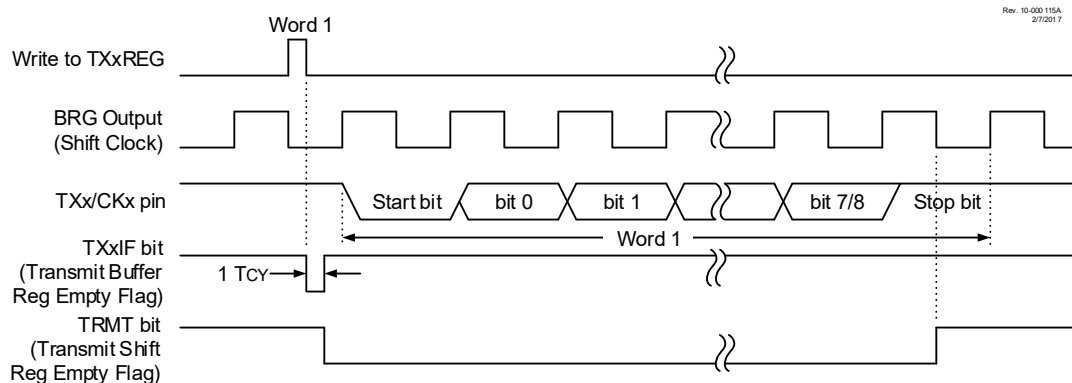 Rev. 10-000 115A
2/7/201 7
Word 1
Write to TXxREG
BRG Output
(Shift Clock)
TXx/CKx pin
Start bit
bit 0
bit 1
bit 7/8
Stop bit
Word 1
TXxIF bit
(Transmit Buffer
Reg Empty Flag)
1 TCY
TRMT bit
(Transmit Shift
Reg Empty Flag)